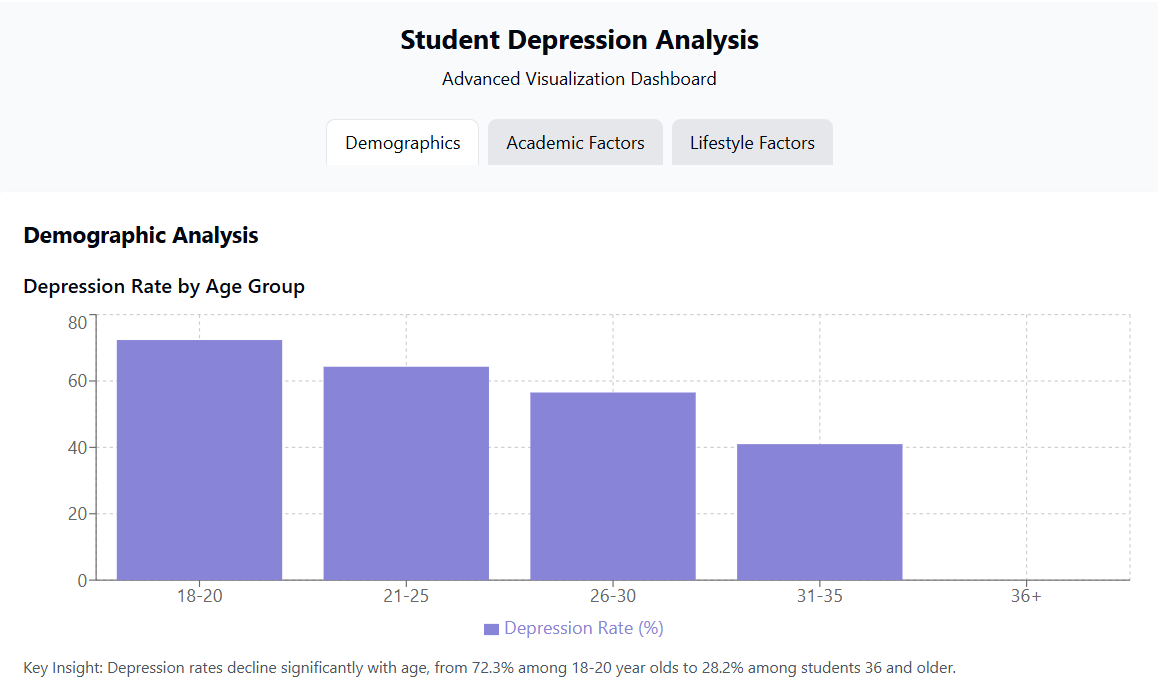 Student Depression Analysis
Advanced Visualization Dashboard
Demographics
Academic Factors
Lifestyle Factors
Demographic Analysis
Depression Rate by Age Group
80
60
40
20
0
18-20
21-25
26-30
31-35
36+
Depression Rate (%)
Key Insight: Depression rates decline significantly with age, from 72.3% among 18-20 year olds to 28.2% among students 36 and older.